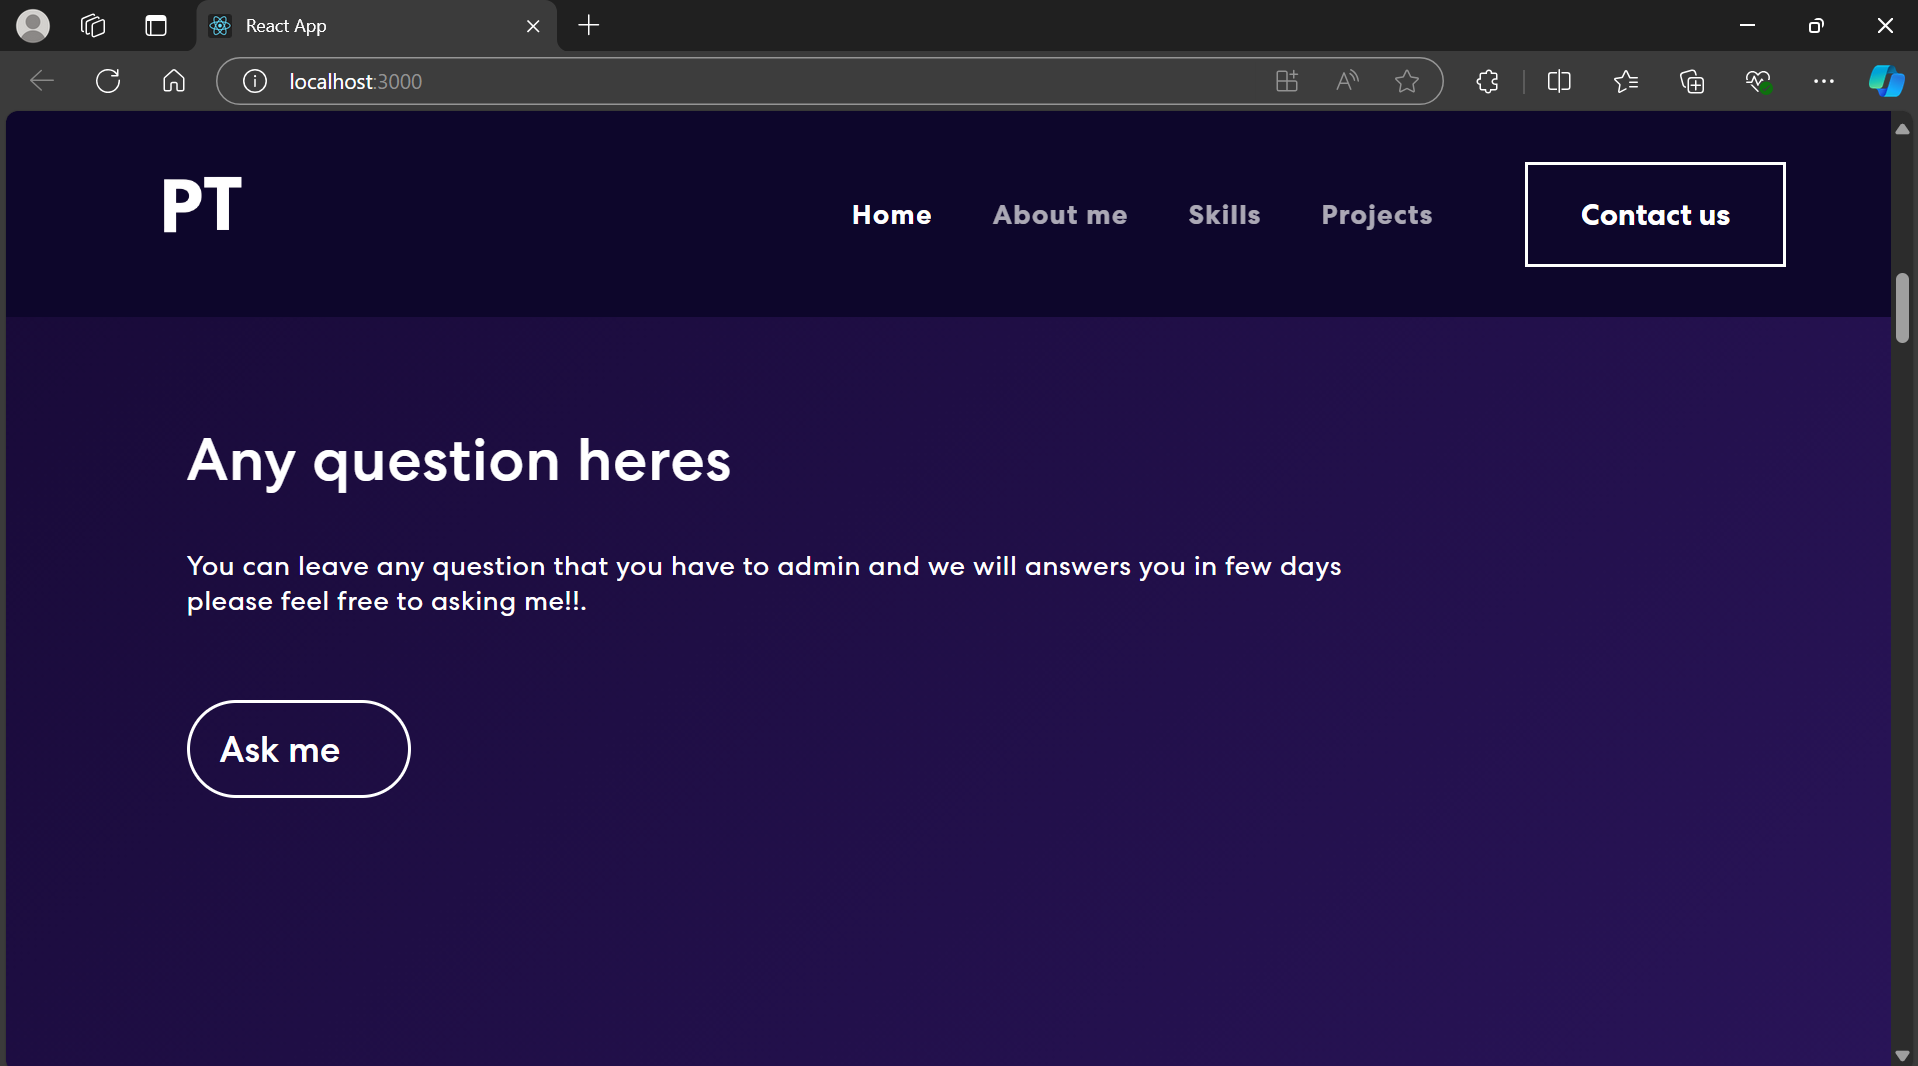 React App
localhost:3000
PT
Home About me Skills Projects Contact us
Any question heres
You can leave any question that you have to admin and we will answers you in few days
please feel free to asking me!!.
Ask me